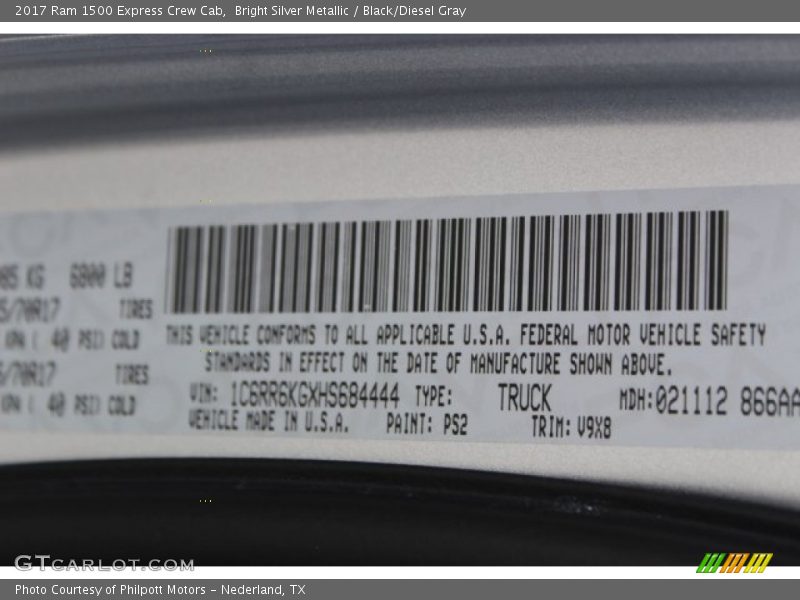 2017 Ram 1500 Express Crew Cab,  Bright Silver Metallic / Black/Diesel Gray
KG 6800 LB
TIRES
KPA ( 40 PSI) COLD
TIRES
KPA ( 40 PSI) COLD
THIS VEHICLE CONFORMS TO ALL APPLICABLE U.S.A. FEDERAL MOTOR VEHICLE SAFETY
STANDARDS IN EFFECT ON THE DATE OF MANUFACTURE SHOWN ABOVE.
VIN: 1C6RR6KGXHS684444 TYPE: TRUCK MDH:021112 866AA
VEHICLE MADE IN U.S.A. PAINT: PS2 TRIM: V9X8
GTCARLOT.COM
Photo Courtesy of Philpott Motors – Nederland, TX